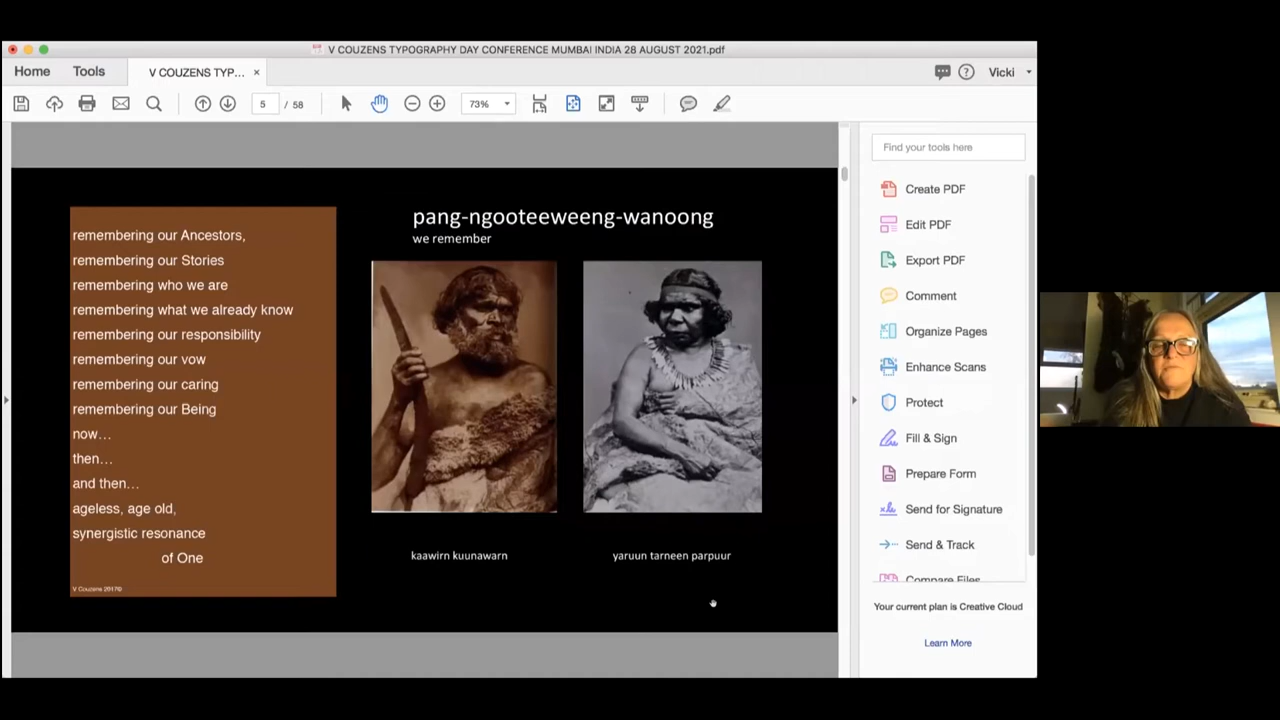 V COUZENS TYPOGRAPHY DAY CONFERENCE MUMBAI INDIA 28 AUGUST 2021.pdf
Home
Tools
V COUZENS TYP...
×
Vicki
5 / 58
73%
remembering our Ancestors,
remembering our Stories
remembering who we are
remembering what we already know
remembering our responsibility
remembering our vow
remembering our caring
remembering our Being
now...
then...
and then...
ageless, age old,
synergistic resonance
of One
V Couzens 2017©
pang-ngooteeweeng-wanoong
we remember
kaawirn kuunawarn
yaruun tarneen parpuur
Find your tools here
Create PDF
Edit PDF
Export PDF
Comment
Organize Pages
Enhance Scans
Protect
Fill & Sign
Prepare Form
Send for Signature
Send & Track
Compare Files
Your current plan is Creative Cloud
Learn More